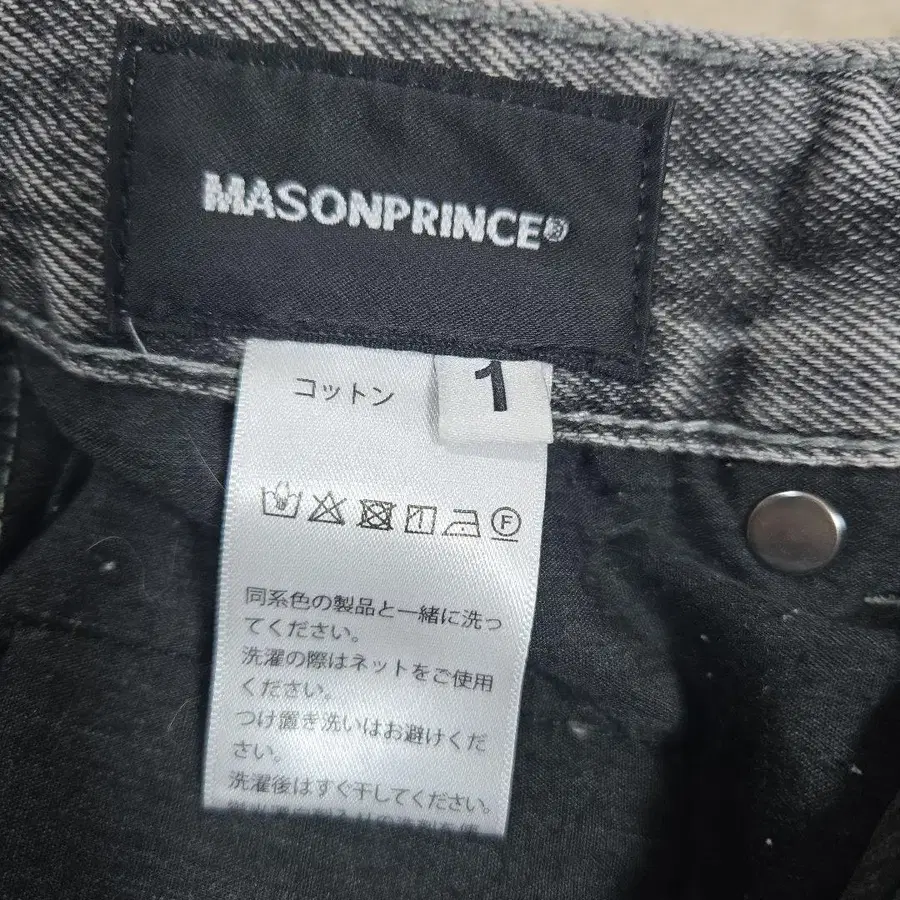 MASONPRINCE®
コットン
1
F
同系色の製品と一緒に洗っ
てください。
洗濯の際はネットをご使用
ください。
つけ置き洗いはお避けくだ
さい。
洗濯後はすぐ干してください。